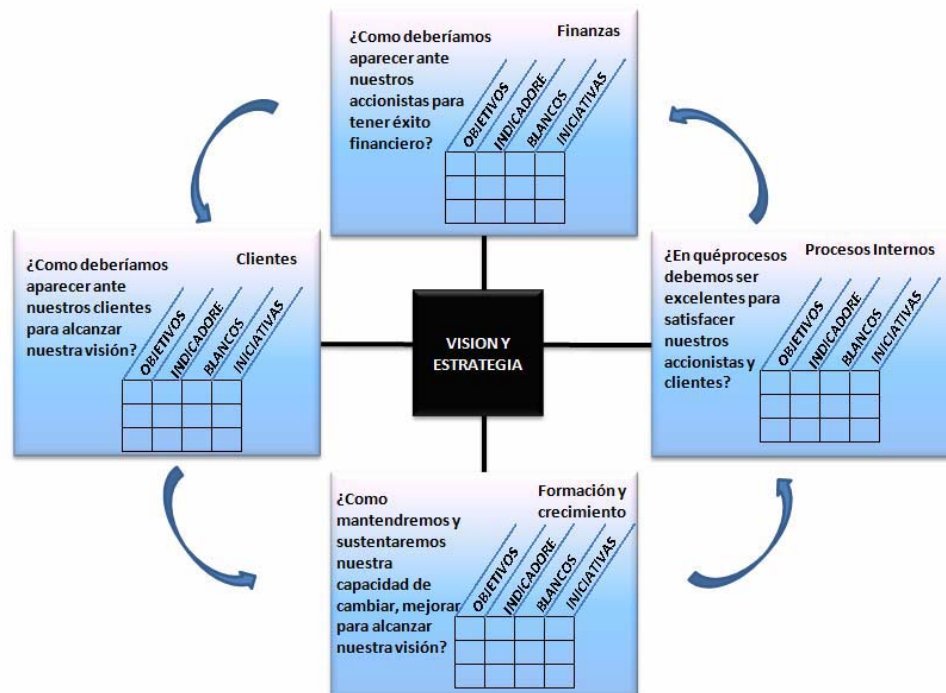 Finanzas
¿Como deberíamos
aparecer ante
nuestros
accionistas para
tener éxito
financiero?
OBJETIVOS
INDICADORE
BLANCOS
INICIATIVAS
Clientes
¿Como deberíamos
aparecer ante
nuestros clientes
para alcanzar
nuestra visión?
OBJETIVOS
INDICADORE
BLANCOS
INICIATIVAS
VISION Y
ESTRATEGIA
Procesos Internos
¿En quéprocesos
debemos ser
excelentes para
satisfacer
nuestros
accionistas y
clientes?
OBJETIVOS
INDICADORE
BLANCOS
INICIATIVAS
Formación y
crecimiento
¿Como
mantendremos y
sustentaremos
nuestra
capacidad de
cambiar, mejorar
para alcanzar
nuestra visión?
OBJETIVOS
INDICADORE
BLANCOS
INICIATIVAS